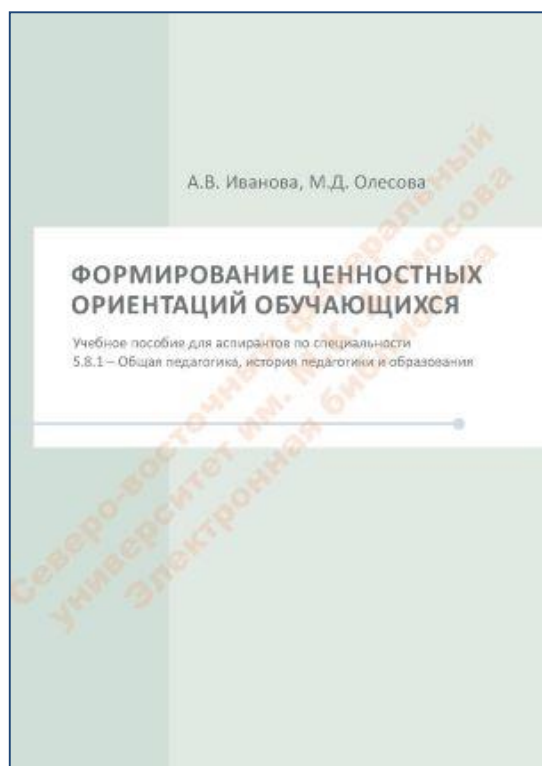 А.В. Иванова, М.Д. Олесова
ФОРМИРОВАНИЕ ЦЕННОСТНЫХ
ОРИЕНТАЦИЙ ОБУЧАЮЩИХСЯ
Учебное пособие для аспирантов по специальности
5.8.1 – Общая педагогика, история педагогики и образования
Северо-восточный федеральный
университет им. М.К. Аммосова
Электронная библиотека